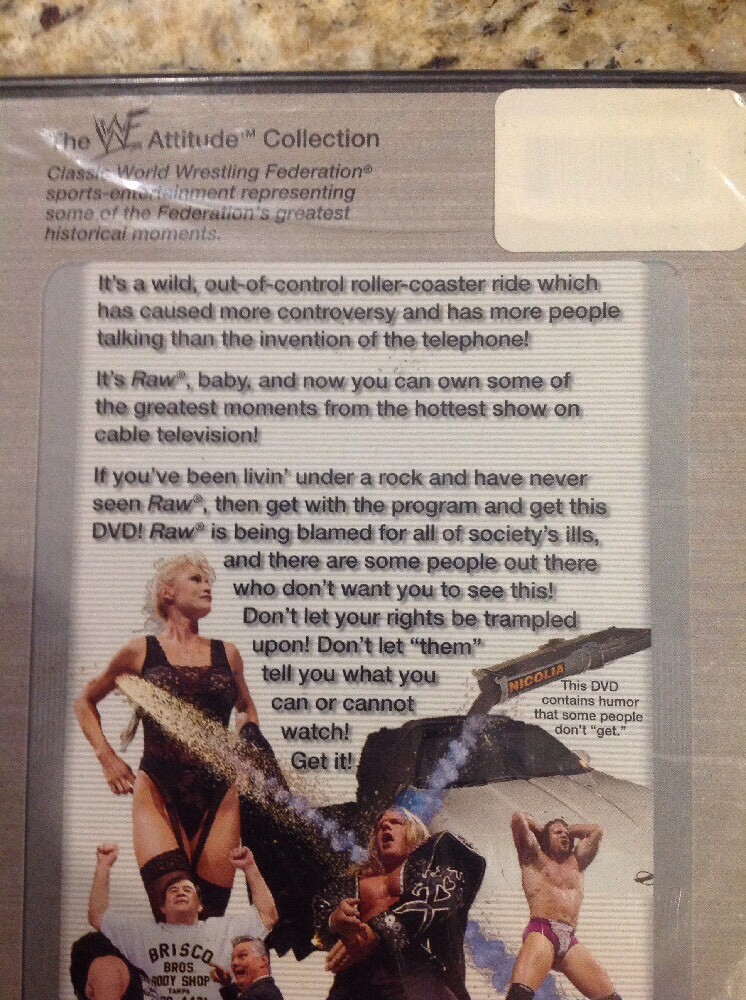 The WF Attitude™ Collection
Classic World Wrestling Federation®
sports-entertainment representing
some of the Federation's greatest
historical moments.
It's a wild, out-of-control roller-coaster ride which
has caused more controversy and has more people
talking than the invention of the telephone!
It's Raw®, baby, and now you can own some of
the greatest moments from the hottest show on
cable television!
If you've been livin' under a rock and have never
seen Raw®, then get with the program and get this
DVD! Raw® is being blamed for all of society's ills,
and there are some people out there
who don't want you to see this!
Don't let your rights be trampled
upon! Don't let “them”
tell you what you
can or cannot
watch!
Get it!
NICOLIA
This DVD
contains humor
that some people
don't “get.”
BRISCO
BROS
BODY SHOP
TAMPA